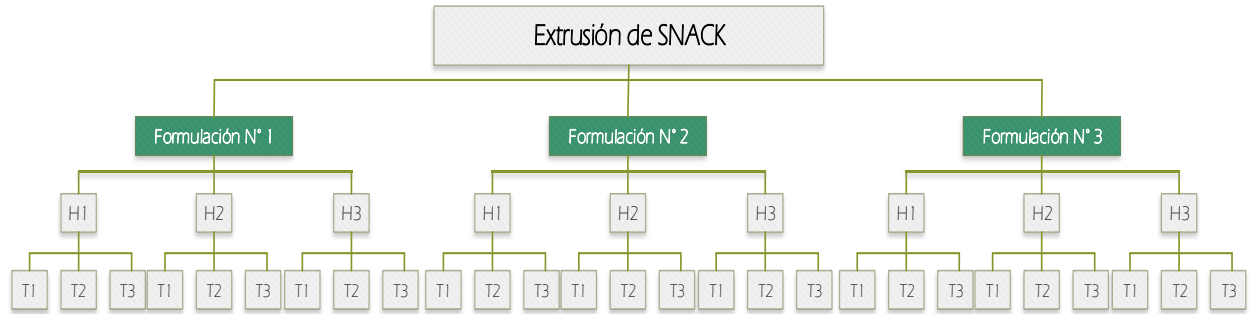 Extrusión de SNACK
Formulación N° 1 Formulación N° 2 Formulación N° 3
H1 H2 H3 H1 H2 H3 H1 H2 H3
T1 T2 T3 T1 T2 T3 T1 T2 T3 T1 T2 T3 T1 T2 T3 T1 T2 T3 T1 T2 T3 T1 T2 T3 T1 T2 T3